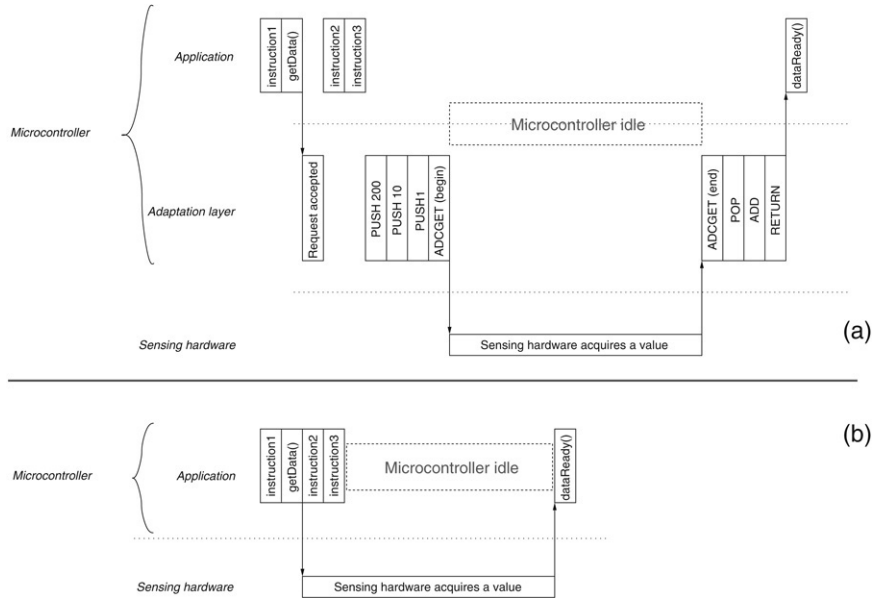 Application
instruction1
getData()
instruction2
instruction3
dataReady()
Microcontroller
Microcontroller idle
Adaptation layer
Request accepted
PUSH 200
PUSH 10
PUSH1
ADCGET (begin)
ADCGET (end)
POP
ADD
RETURN
Sensing hardware
Sensing hardware acquires a value
(a)
(b)
Microcontroller
Application
instruction1
getData()
instruction2
instruction3
Microcontroller idle
dataReady()
Sensing hardware
Sensing hardware acquires a value